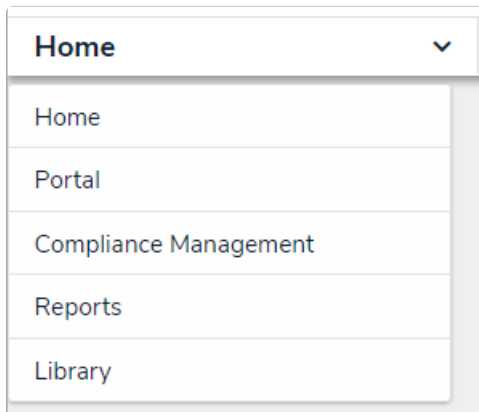 Home
Home
Portal
Compliance Management
Reports
Library